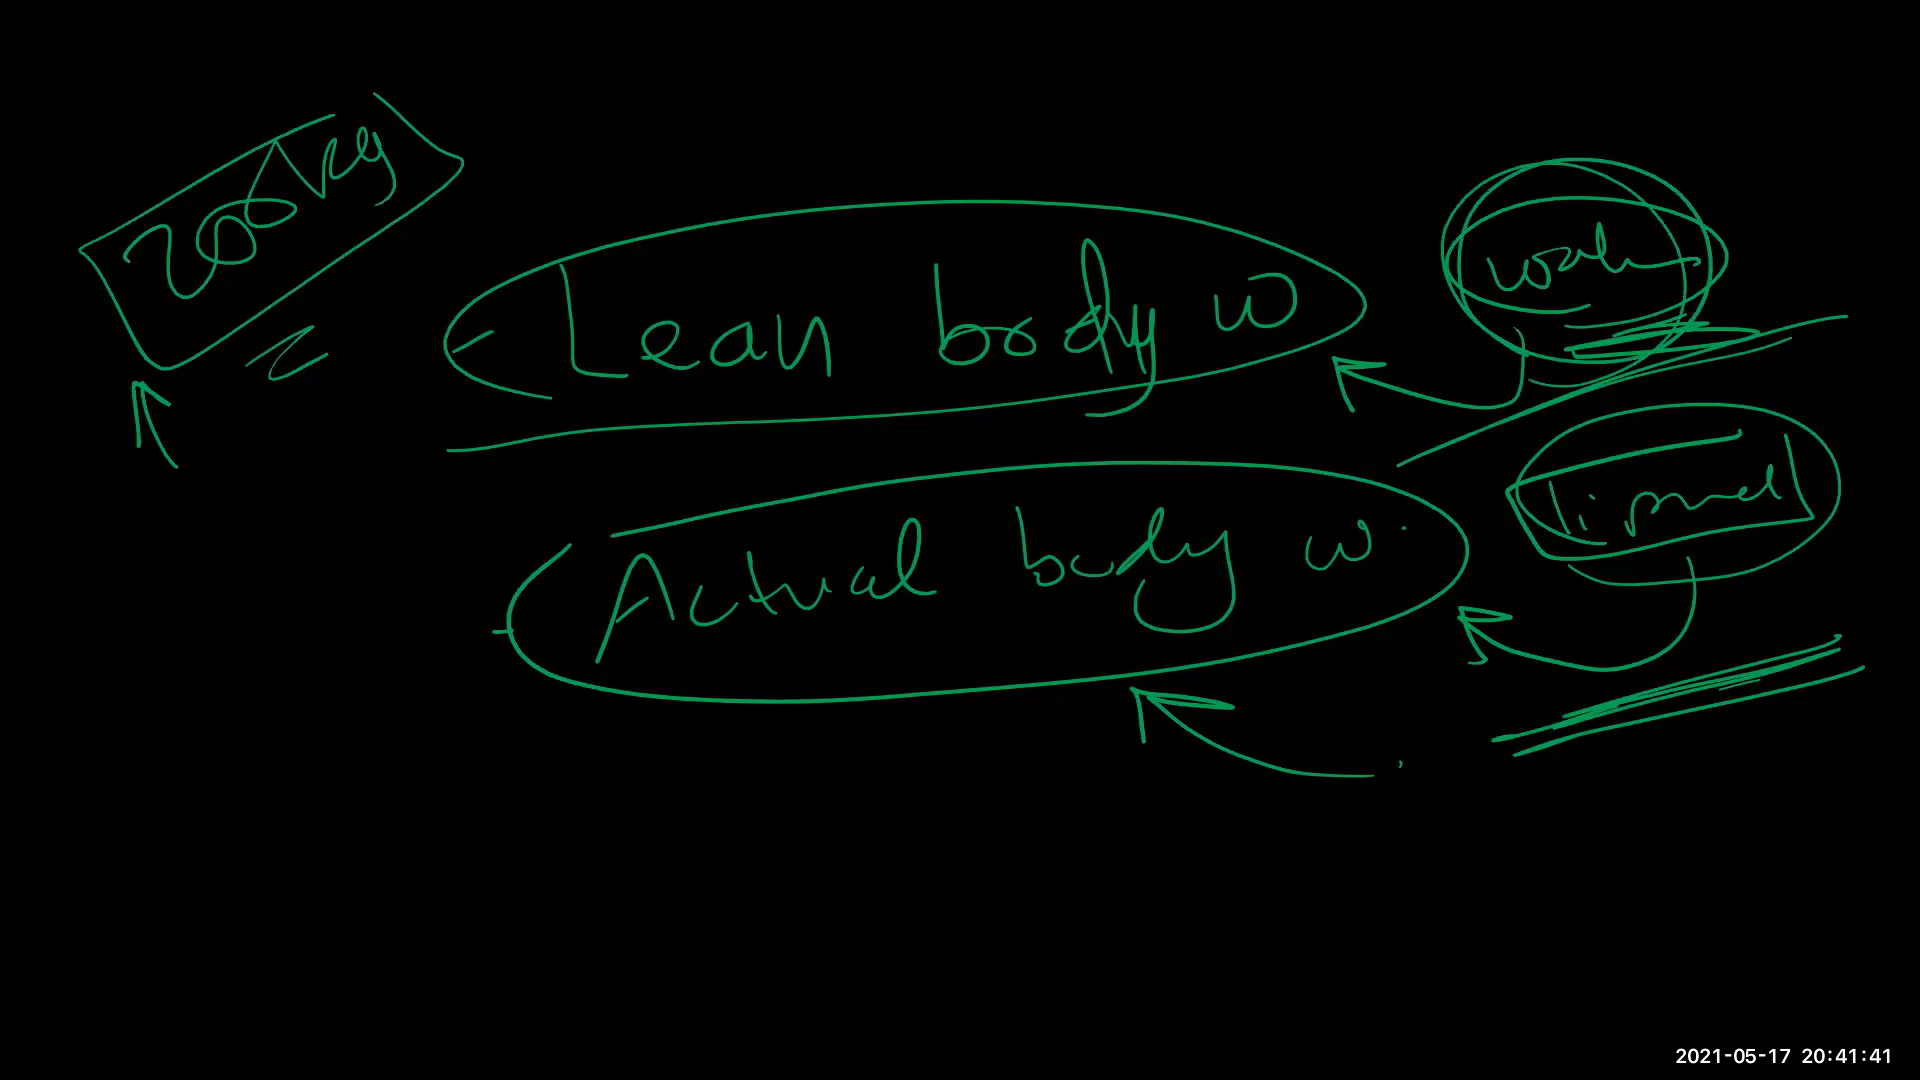 200kg
Lean body w
water
Actual body w.
lipid
2021-05-17 20:41:41